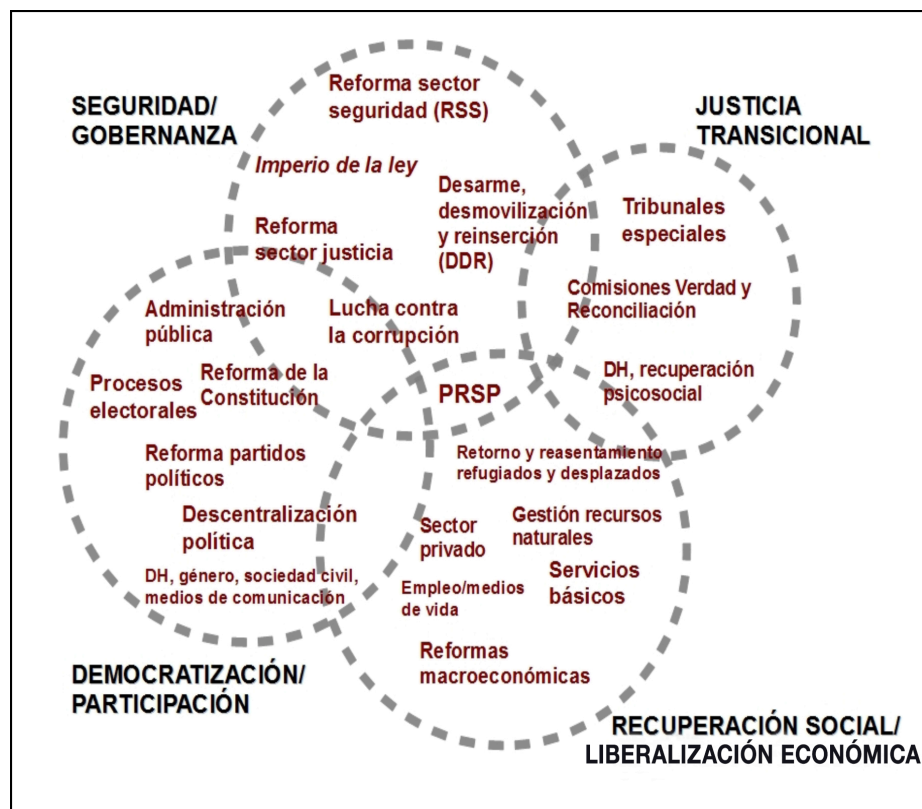 SEGURIDAD/
GOBERNANZA
Reforma sector
seguridad (RSS)
Imperio de la ley
Reforma
sector justicia
Desarme,
desmovilización
y reinserción
(DDR)
JUSTICIA
TRANSICIONAL
Tribunales
especiales
Comisiones Verdad y
Reconciliación
DH, recuperación
psicosocial
Administración
pública
Lucha contra
la corrupción
Procesos
electorales
Reforma de la
Constitución
PRSP
Reforma partidos
políticos
Descentralización
política
DH, género, sociedad civil,
medios de comunicación
Retorno y reasentamiento
refugiados y desplazados
Sector
privado
Gestión recursos
naturales
Empleo/medios
de vida
Servicios
básicos
Reformas
macroeconómicas
DEMOCRATIZACIÓN/
PARTICIPACIÓN
RECUPERACIÓN SOCIAL/
LIBERALIZACIÓN ECONÓMICA